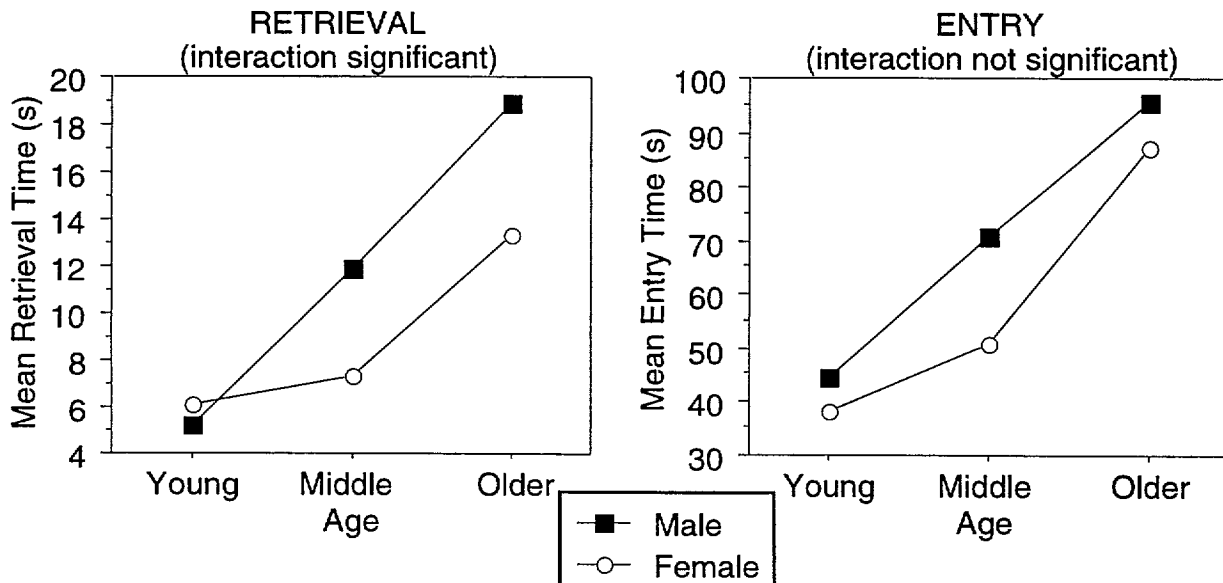 RETRIEVAL
(interaction significant)
Mean Retrieval Time (s)
20
18
16
14
12
10
8
6
4
Young Middle Older
Age
ENTRY
(interaction not significant)
Mean Entry Time (s)
100
90
80
70
60
50
40
30
Young Middle Older
Age
Male
Female